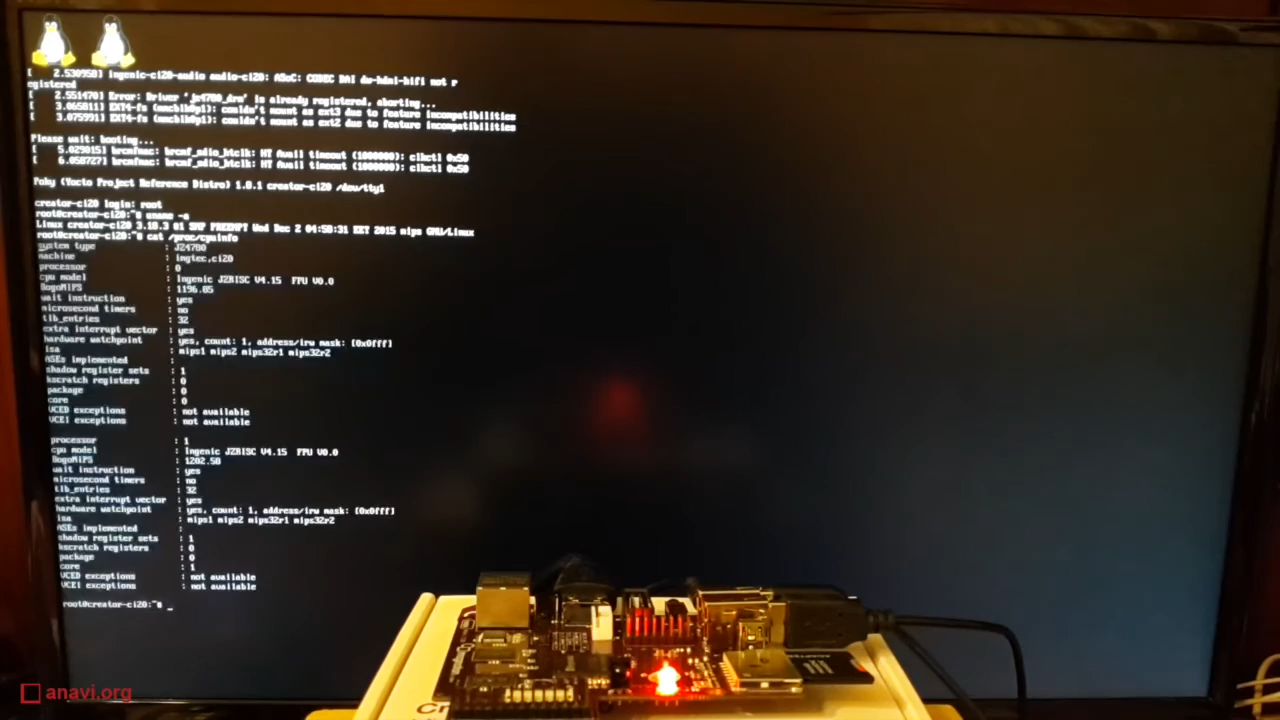 [    2.530958] ingenic-ci20-audio audio-ci20: ASoC: CODEC DAI dw-hdmi-hifi not r
egistered
[    2.551470] Error: Driver 'jz4780_drm' is already registered, aborting...
[    3.065811] EXT4-fs (mmcblk0p1): couldn't mount as ext3 due to feature incompatibilities
[    3.075991] EXT4-fs (mmcblk0p1): couldn't mount as ext2 due to feature incompatibilities
Please wait: booting...
[    5.029015] brcmfmac: brcmf_sdio_htclk: HT Avail timeout (1000000): clkctl 0x50
[    6.058727] brcmfmac: brcmf_sdio_htclk: HT Avail timeout (1000000): clkctl 0x50
Poky (Yocto Project Reference Distro) 1.8.1 creator-ci20 /dev/tty1
creator-ci20 login: root
root@creator-ci20:~# uname -a
Linux creator-ci20 3.18.3 #1 SMP PREEMPT Wed Dec 2 04:50:31 EET 2015 mips GNU/Linux
root@creator-ci20:~# cat /proc/cpuinfo
system type : JZ4780
machine : imgtec,ci20
processor : 0
cpu model : Ingenic JZRISC V4.15 FPU V0.0
BogoMIPS : 1196.85
wait instruction : yes
microsecond timers : no
tlb_entries : 32
extra interrupt vector : yes
hardware watchpoint : yes, count: 1, address/irw mask: [0x0fff]
isa : mips1 mips2 mips32r1 mips32r2
ASEs implemented :
shadow register sets : 1
kscratch registers : 0
package : 0
core : 0
VCED exceptions : not available
VCEI exceptions : not available
processor : 1
cpu model : Ingenic JZRISC V4.15 FPU V0.0
BogoMIPS : 1202.58
wait instruction : yes
microsecond timers : no
tlb_entries : 32
extra interrupt vector : yes
hardware watchpoint : yes, count: 1, address/irw mask: [0x0fff]
isa : mips1 mips2 mips32r1 mips32r2
ASEs implemented :
shadow register sets : 1
kscratch registers : 0
package : 0
core : 1
VCED exceptions : not available
VCEI exceptions : not available
root@creator-ci20:~# _
anavi.org